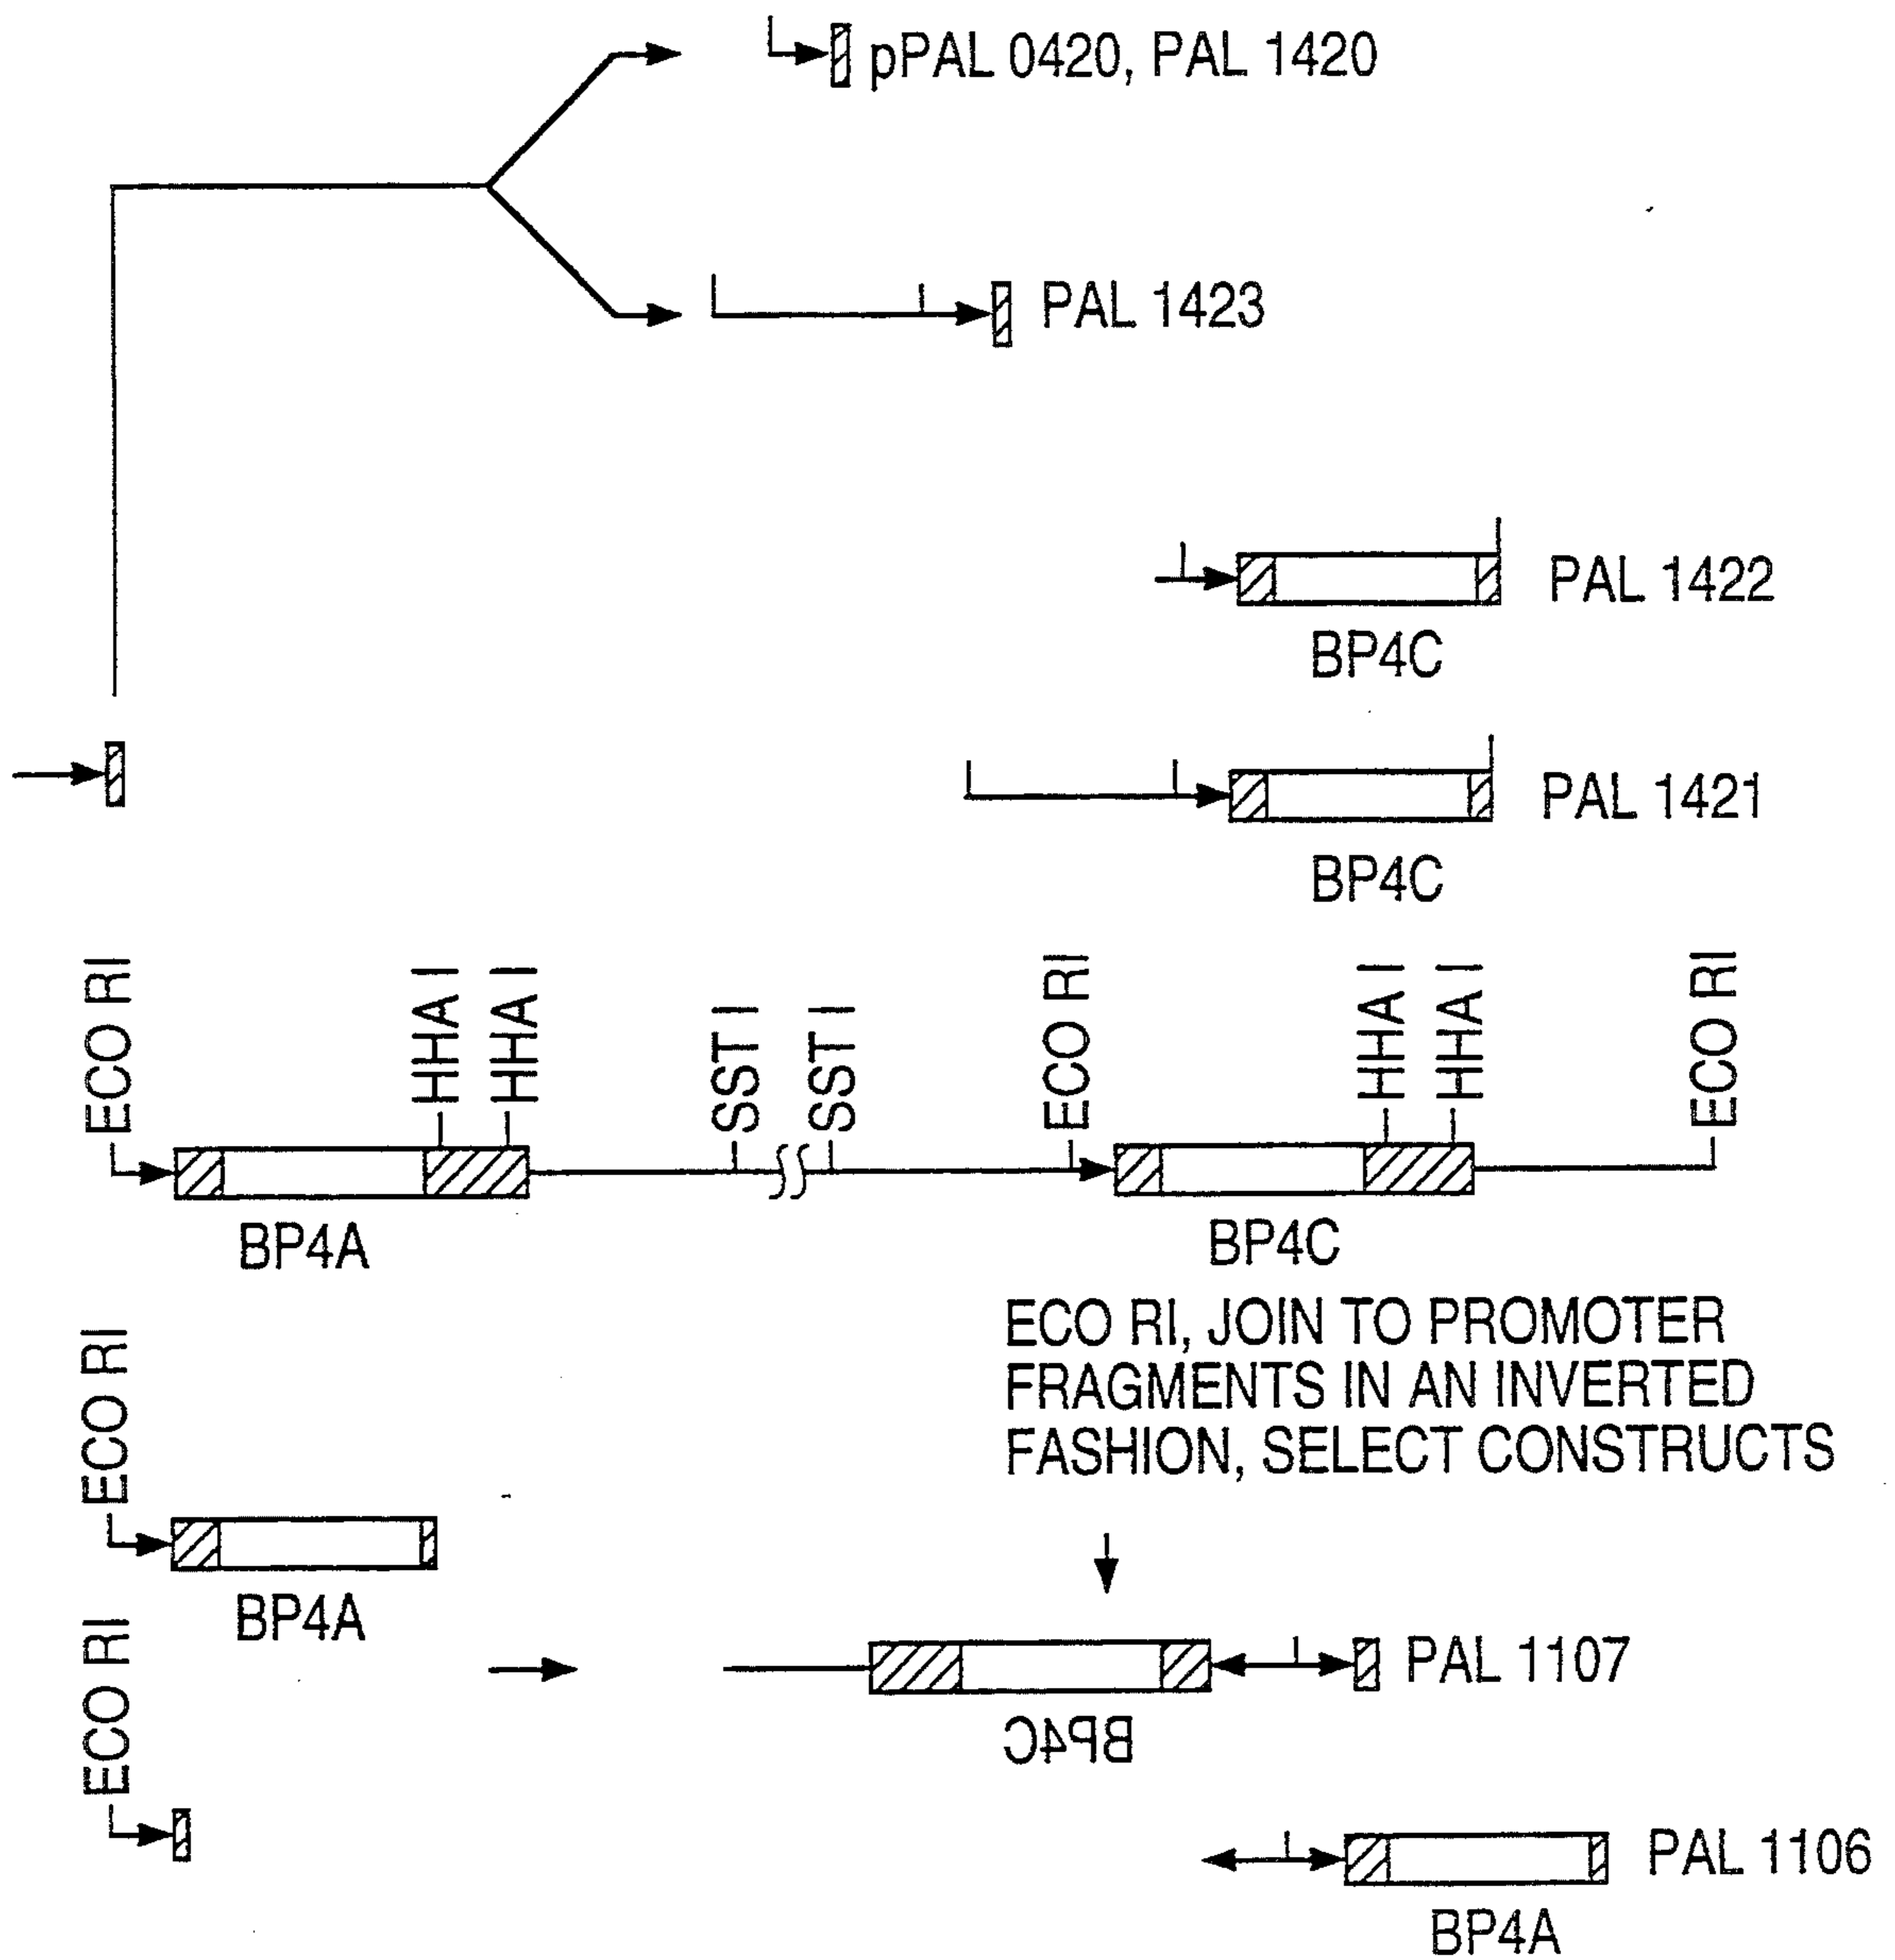 pPAL 0420, PAL 1420
PAL 1423
PAL 1422
BP4C
PAL 1421
BP4C
ECO RI
HHA I
HHA I
SST I
SST I
ECO RI
HHA I
HHA I
ECO RI
BP4A
BP4C
ECO RI, JOIN TO PROMOTER
FRAGMENTS IN AN INVERTED
FASHION, SELECT CONSTRUCTS
ECO RI
BP4A
PAL 1107
BP4C
ECO RI
PAL 1106
BP4A